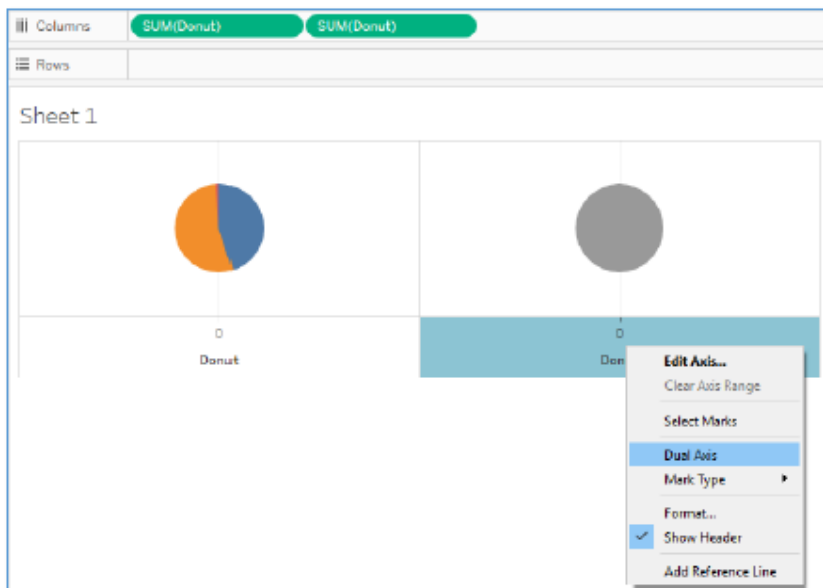 Columns SUM(Donut) SUM(Donut)
Rows
Sheet 1
0 0
Donut Don
Edit Axis...
Clear Axis Range
Select Marks
Dual Axis
Mark Type
Format...
Show Header
Add Reference Line